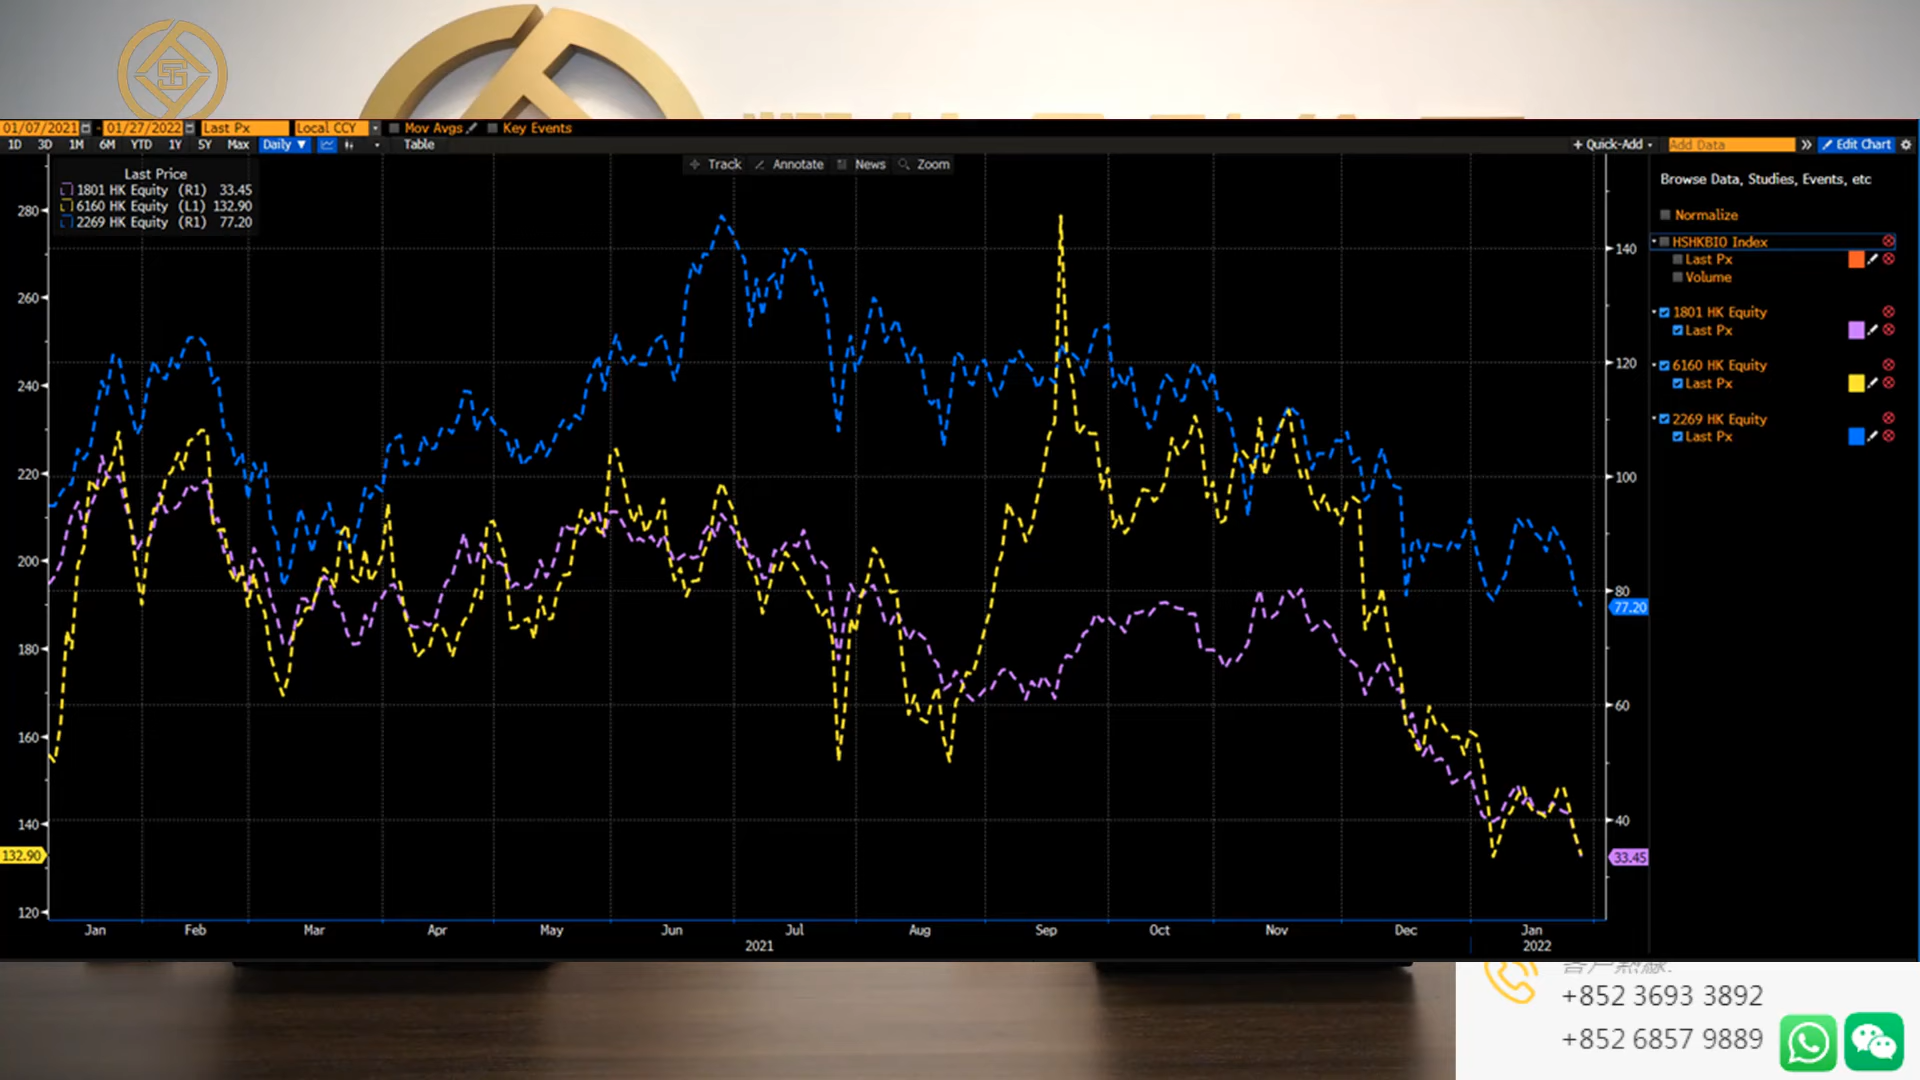 01/07/2021 - 01/27/2022 Last Px Local CCY Mov Avgs Key Events
1D 3D 1M 6M YTD 1Y 5Y Max Daily ▼ Table + Quick-Add Add Data » Edit Chart
Track Annotate News Zoom
Last Price
1801 HK Equity (R1) 33.45
6160 HK Equity (L1) 132.90
2269 HK Equity (R1) 77.20
280
260
240
220
200
180
160
140
132.90
120
140
120
100
80
77.20
60
40
33.45
Jan Feb Mar Apr May Jun Jul Aug Sep Oct Nov Dec Jan
2021 2022
Browse Data, Studies, Events, etc
Normalize
HSHKBIO Index
Last Px
Volume
1801 HK Equity
Last Px
6160 HK Equity
Last Px
2269 HK Equity
Last Px
+852 3693 3892
+852 6857 9889